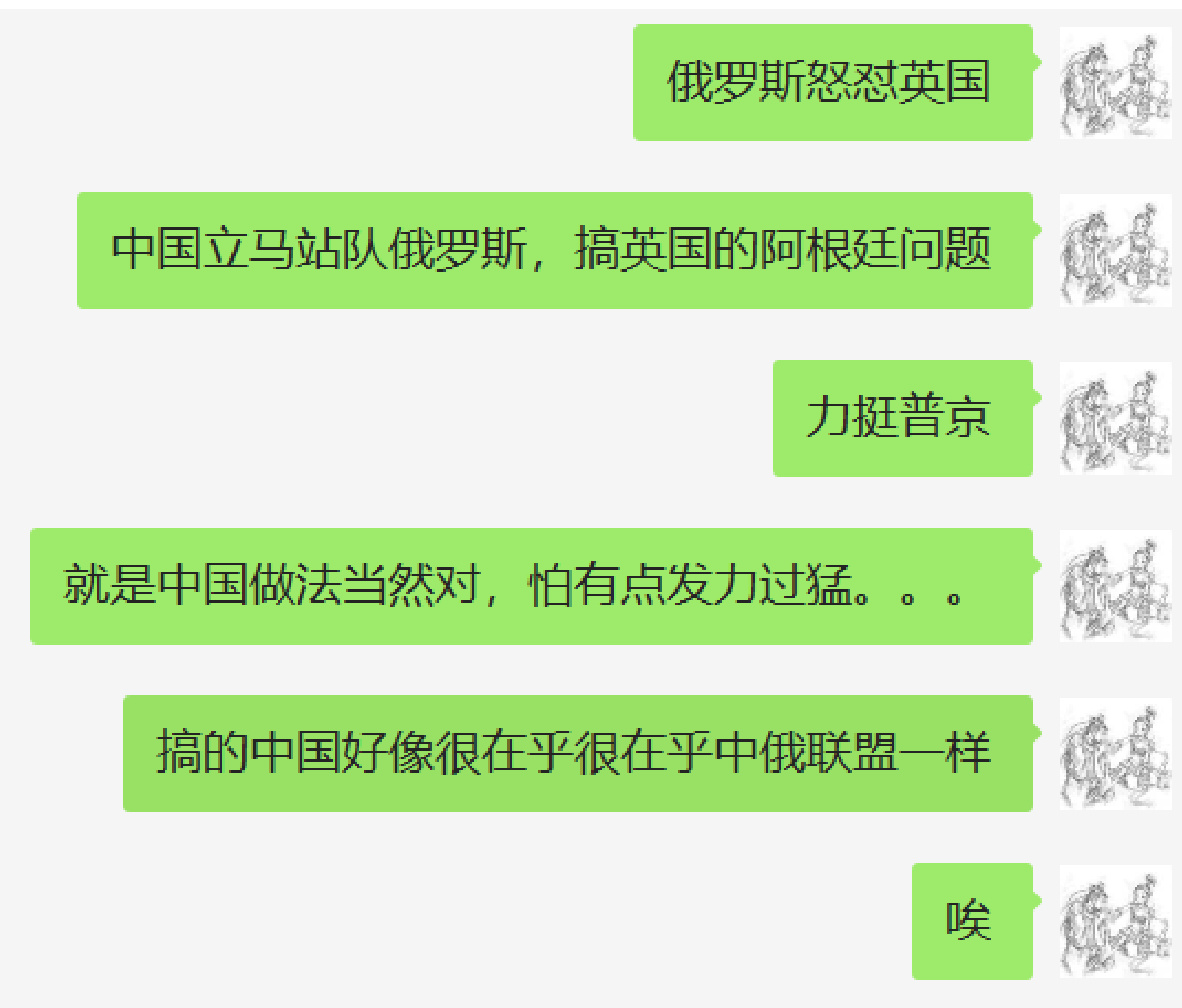 俄罗斯怒怼英国
中国立马站队俄罗斯，搞英国的阿根廷问题
力挺普京
就是中国做法当然对，怕有点发力过猛。。。
搞的中国好像很在乎很在乎中俄联盟一样
唉